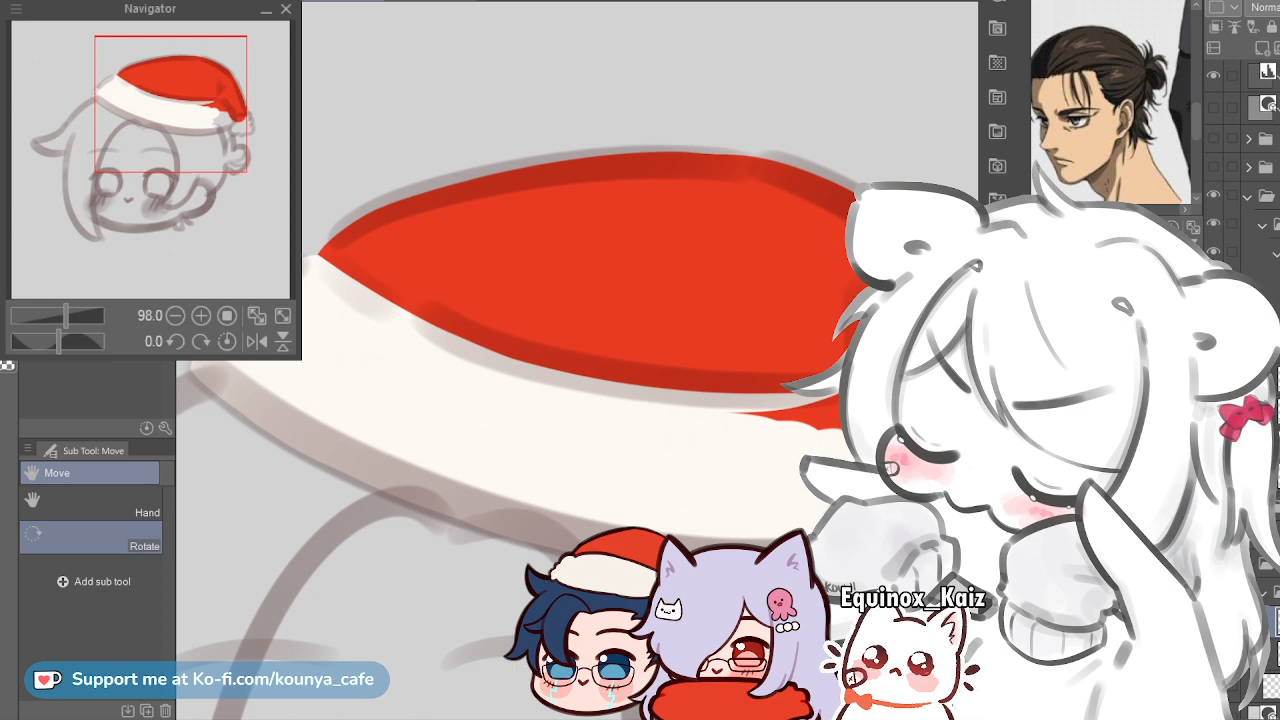 Navigator
98.0
0.0
Norma
Sub Tool: Move
Move
Hand
Rotate
Add sub tool
Equinox_Kaiz
Support me at Ko-fi.com/kounya_cafe